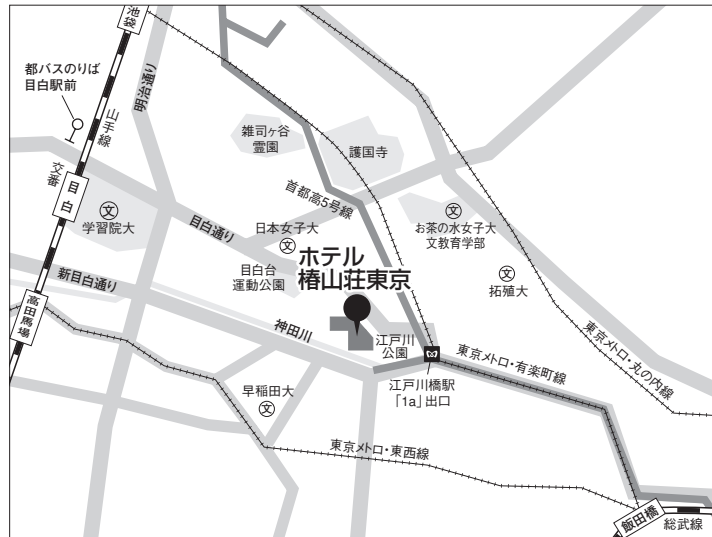 池袋
都バスのりば
目白駅前
山手線
明治通り
交番
目白
文
学習院大
雑司ヶ谷
霊園
護国寺
首都高5号線
目白通り
日本女子大
文
文
お茶の水女子大
文教育学部
文
拓殖大
ホテル
椿山荘東京
目白台
運動公園
新目白通り
高田馬場
神田川
江戸川
公園
江戸川橋駅
「1a」出口
東京メトロ・有楽町線
東京メトロ・丸の内線
早稲田大
文
東京メトロ・東西線
飯田橋
総武線